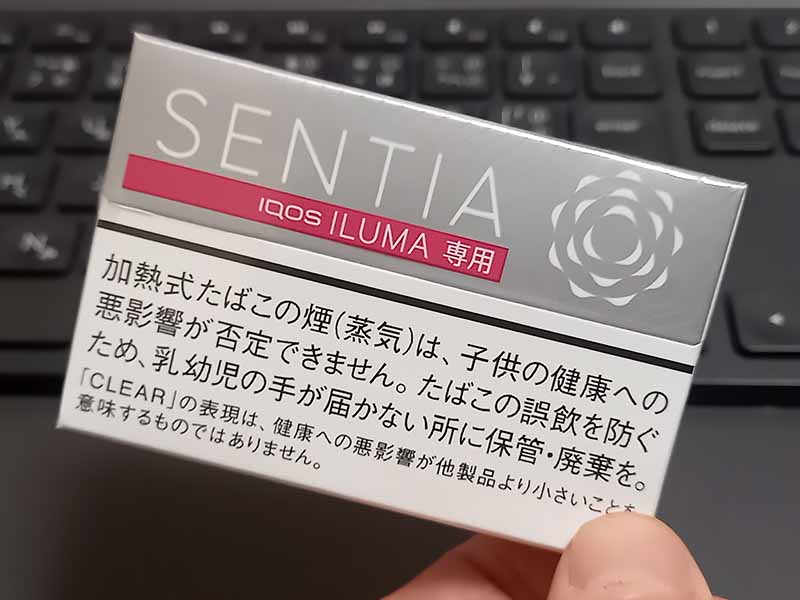 SENTIA
IQOS ILUMA 専用
加熱式たばこの煙(蒸気)は、子供の健康への
悪影響が否定できません。たばこの誤飲を防ぐ
ため、乳幼児の手が届かない所に保管・廃棄を。
「CLEAR」の表現は、健康への悪影響が他製品より小さいことを
意味するものではありません。